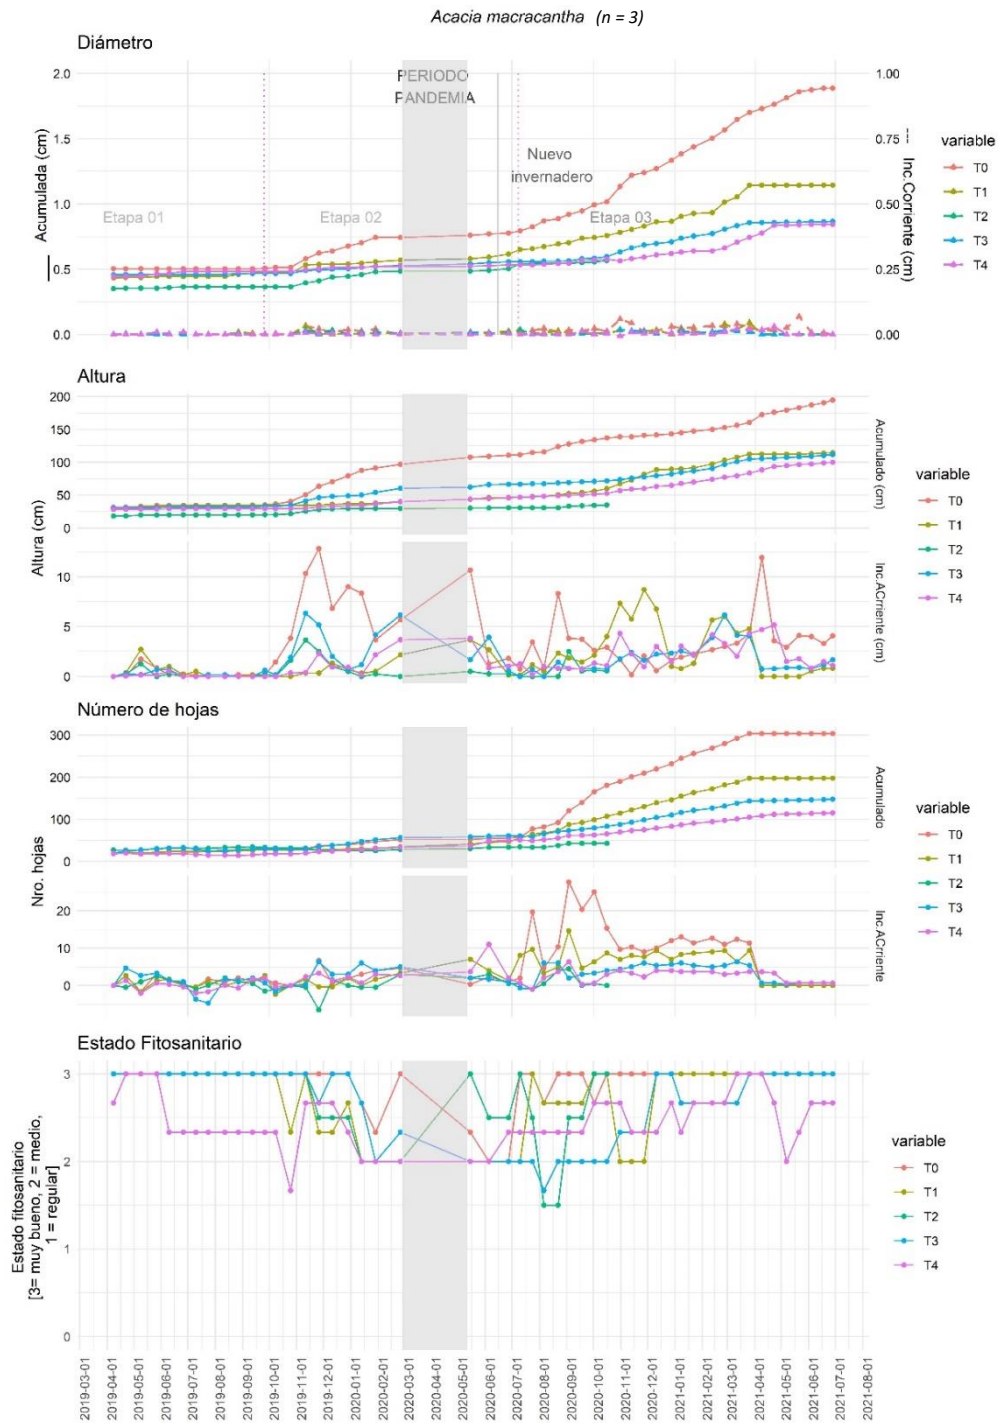 Acacia macracantha (n = 3)
Diámetro
PERIODO
PANDEMIA
Nuevo
invernadero
Etapa 01
Etapa 02
Etapa 03
Acumulada (cm)
2.0
1.5
1.0
0.5
0.0
1.00
0.75
0.50
0.25
0.00
Inc.Corriente (cm)
variable
T0
T1
T2
T3
T4
Altura
Altura (cm)
200
150
100
50
0
Acumulado (cm)
10
5
0
Inc.ACrriente (cm)
variable
T0
T1
T2
T3
T4
Número de hojas
Nro. hojas
300
200
100
0
Acumulado
20
10
0
Inc.ACrriente
variable
T0
T1
T2
T3
T4
Estado Fitosanitario
Estado fitosanitario
[3= muy bueno, 2 = medio,
1 = regular]
3
2
1
0
variable
T0
T1
T2
T3
T4
2019-03-01
2019-04-01
2019-05-01
2019-06-01
2019-07-01
2019-08-01
2019-09-01
2019-10-01
2019-11-01
2019-12-01
2020-01-01
2020-02-01
2020-03-01
2020-04-01
2020-05-01
2020-06-01
2020-07-01
2020-08-01
2020-09-01
2020-10-01
2020-11-01
2020-12-01
2021-01-01
2021-02-01
2021-03-01
2021-04-01
2021-05-01
2021-06-01
2021-07-01
2021-08-01